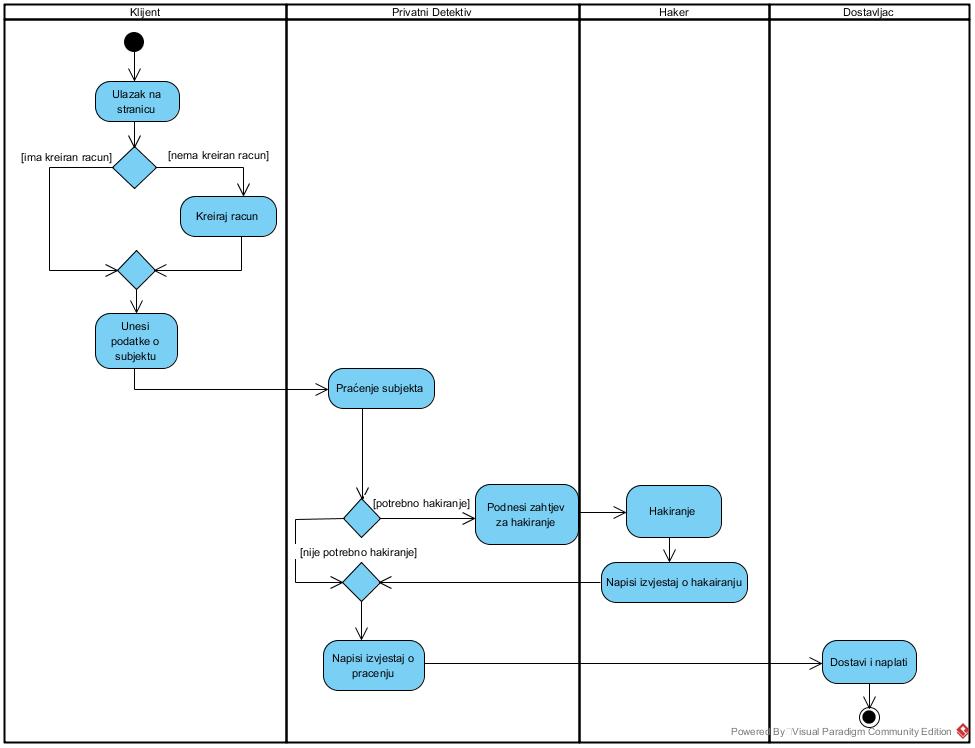 Klijent
Privatni Detektiv
Haker
Dostavljac
Ulazak na
stranicu
[ima kreiran racun]
[nema kreiran racun]
Kreiraj racun
Unesi
podatke o
subjektu
Praćenje subjekta
[potrebno hakiranje]
Podnesi zahtjev
za hakiranje
Hakiranje
[nije potrebno hakiranje]
Napisi izvjestaj o hakairanju
Napisi izvjestaj o
pracenju
Dostavi i naplati
Powered By Visual Paradigm Community Edition